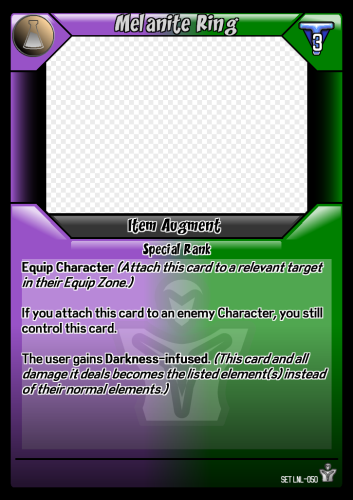 Melanite Ring
3
Item Augment
Special Rank
Equip Character (Attach this card to a relevant target
in their Equip Zone.)
If you attach this card to an enemy Character, you still
control this card.
The user gains Darkness-infused. (This card and all
damage it deals becomes the listed element(s) instead
of their normal elements.)
SET LNL-050